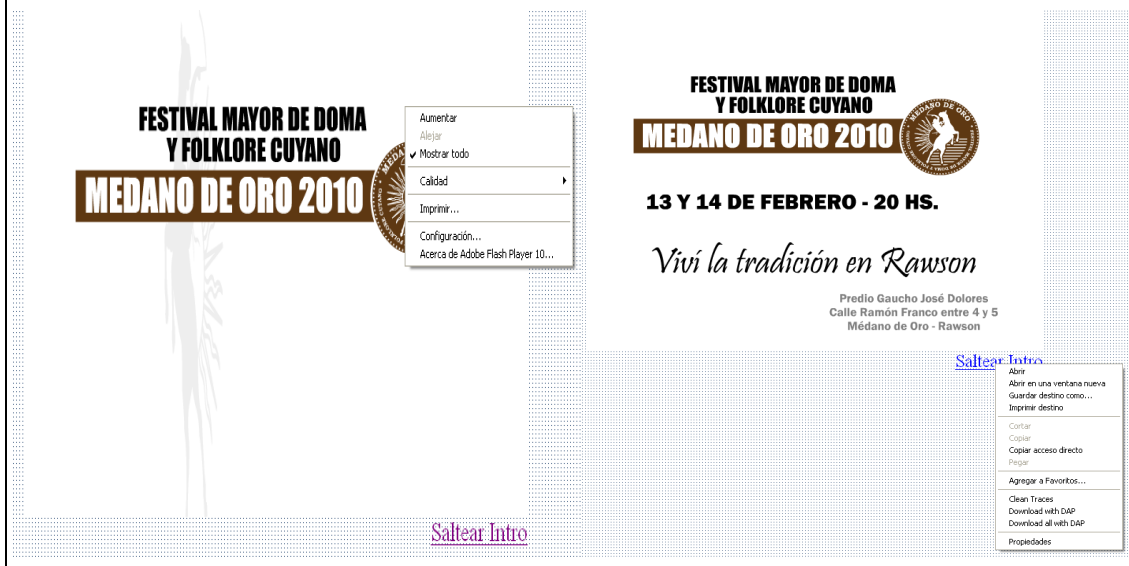 FESTIVAL MAYOR DE DOMA
Y FOLKLORE CUYANO
MEDANO DE ORO 2010
Aumentar
Alejar
Mostrar todo
Calidad
Imprimir...
Configuración...
Acerca de Adobe Flash Player 10...
Saltear Intro
FESTIVAL MAYOR DE DOMA
Y FOLKLORE CUYANO
MEDANO DE ORO 2010
MEDANO DE ORO
13 Y 14 DE FEBRERO - 20 HS.
Viví la tradición en Rawson
Predio Gaucho José Dolores
Calle Ramón Franco entre 4 y 5
Médano de Oro - Rawson
Saltear Intro
Abrir
Abrir en una ventana nueva
Guardar destino como...
Imprimir destino
Cortar
Copiar
Copiar acceso directo
Pegar
Agregar a Favoritos...
Clean Traces
Download with DAP
Download all with DAP
Propiedades